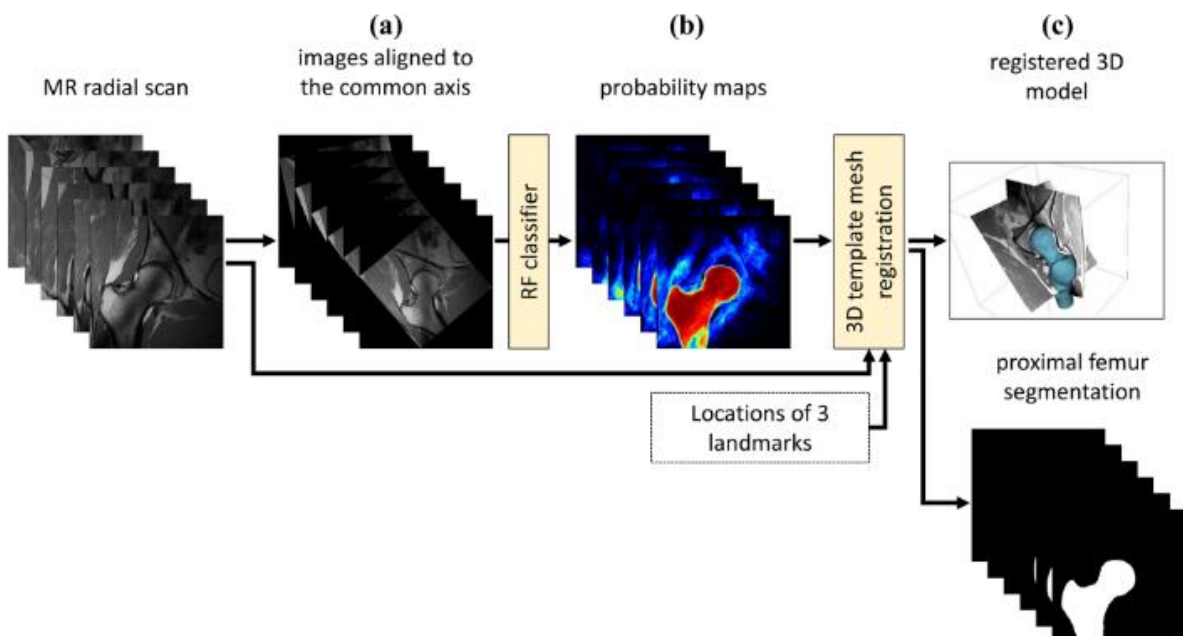 (a)
(b)
(c)
MR radial scan
images aligned to
the common axis
probability maps
registered 3D
model
RF classifier
3D template mesh
registration
Locations of 3
landmarks
proximal femur
segmentation